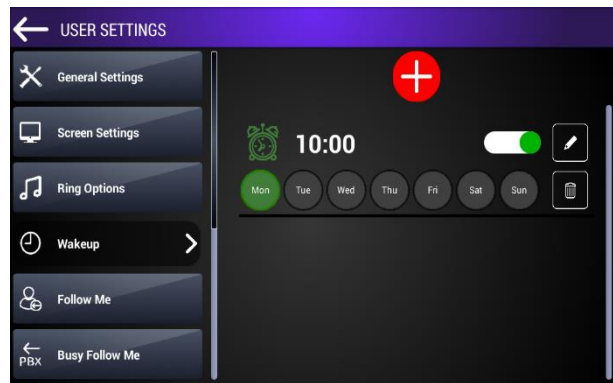 USER SETTINGS
General Settings
Screen Settings
Ring Options
Wakeup
Follow Me
PBX
Busy Follow Me
10:00
Mon Tue Wed Thu Fri Sat Sun